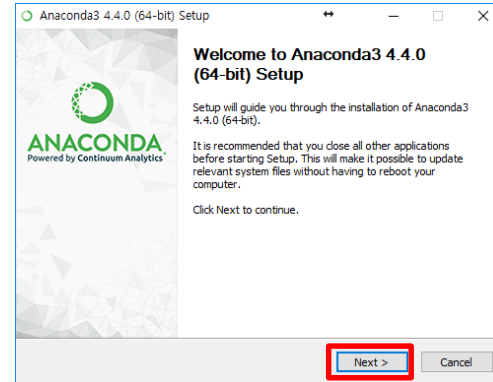 Anaconda3 4.4.0 (64-bit) Setup
Welcome to Anaconda3 4.4.0
(64-bit) Setup
Setup will guide you through the installation of Anaconda3
4.4.0 (64-bit).
It is recommended that you close all other applications
before starting Setup. This will make it possible to update
relevant system files without having to reboot your
computer.
Click Next to continue.
ANACONDA
Powered by Continuum Analytics
Next >
Cancel